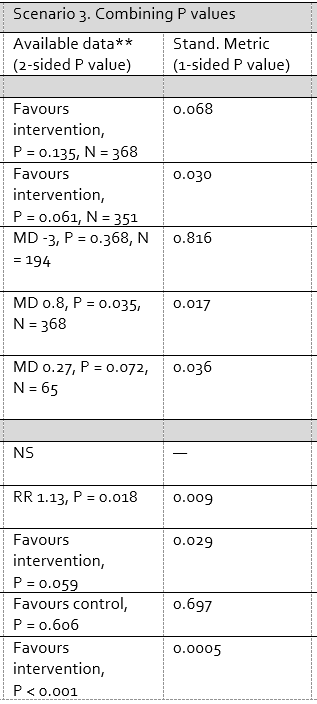 Scenario 3. Combining P values
Available data**
(2-sided P value)
Stand. Metric
(1-sided P value)
Favours
intervention,
P = 0.135, N = 368
0.068
Favours
intervention,
P = 0.061, N = 351
0.030
MD -3, P = 0.368, N
= 194
0.816
MD 0.8, P = 0.035,
N = 368
0.017
MD 0.27, P = 0.072,
N = 65
0.036
NS
—
RR 1.13, P = 0.018
0.009
Favours
intervention,
P = 0.059
0.029
Favours control,
P = 0.606
0.697
Favours
intervention,
P < 0.001
0.0005